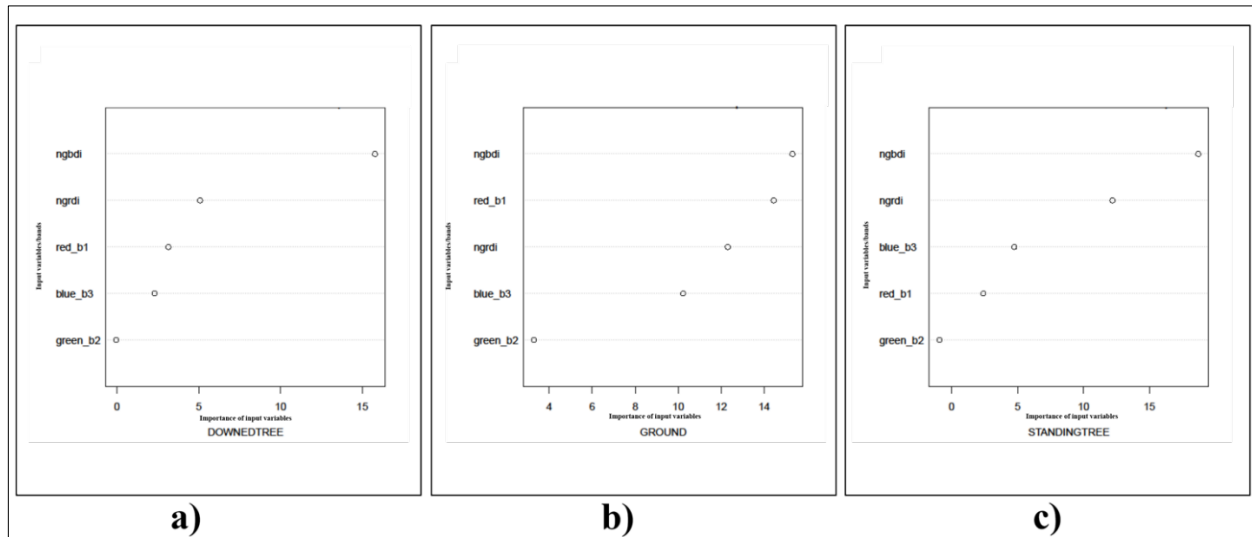 ngbdi
ngrdi
red_b1
blue_b3
green_b2
Input variables/bands
0 5 10 15
Importance of input variables
DOWNEDTREE
ngbdi
red_b1
ngrdi
blue_b3
green_b2
Input variables/bands
4 6 8 10 12 14
Importance of input variables
GROUND
ngbdi
ngrdi
blue_b3
red_b1
green_b2
Input variables/bands
0 5 10 15
Importance of input variables
STANDINGTREE
a) b) c)